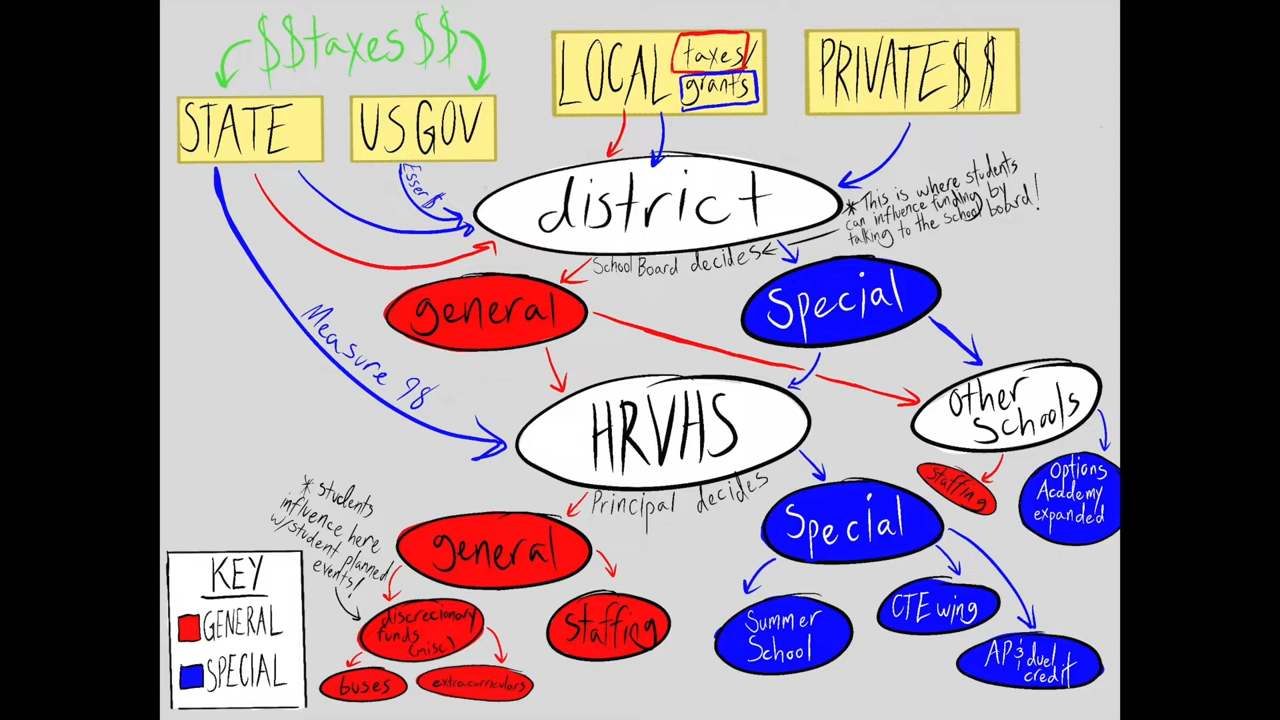 $$taxes$$
STATE
US GOV
LOCAL
taxes/
grants
PRIVATE $$
Esser $
district
* This is where students
can influence funding by
talking to the School board!
School Board decides
general
Special
Measure 98
HRVHS
Other
Schools
Principal decides
staffing
Options
Academy
expanded
* students
influence here
w/student planned
events!
general
Special
discrecionary
funds
(misc.)
Staffing
buses
extracurriculars
Summer
School
CTE wing
AP & duel
credit
KEY
GENERAL
SPECIAL